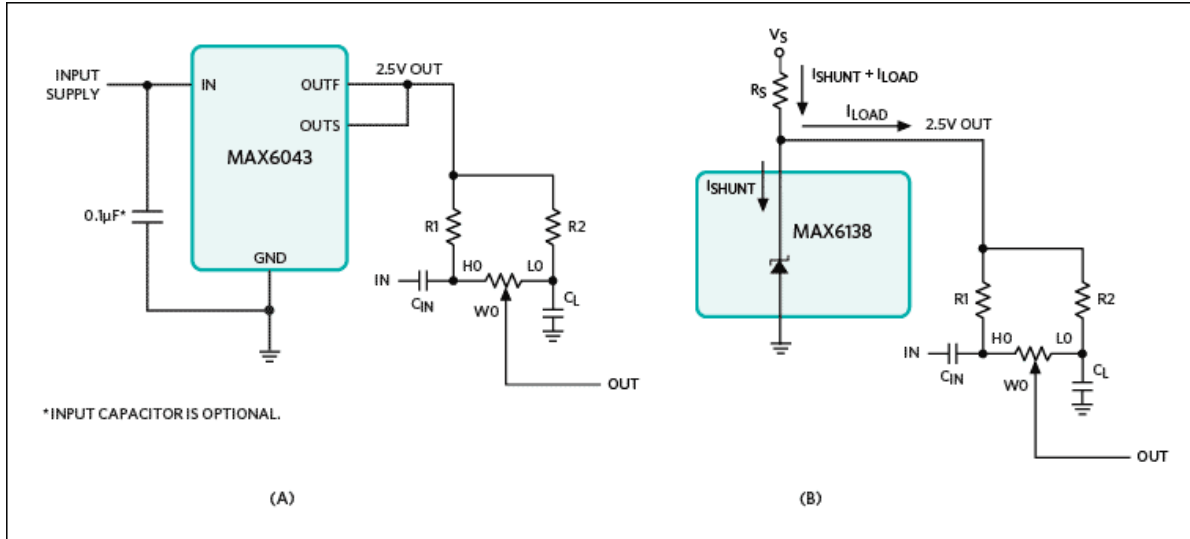 INPUT
SUPPLY
IN
OUTF
2.5V OUT
OUTS
MAX6043
0.1µF*
GND
R1
R2
IN
CIN
H0
L0
W0
CL
OUT
*INPUT CAPACITOR IS OPTIONAL.
(A)
VS
RS
ISHUNT + ILOAD
ILOAD
2.5V OUT
ISHUNT
MAX6138
R1
R2
IN
CIN
H0
L0
W0
CL
OUT
(B)